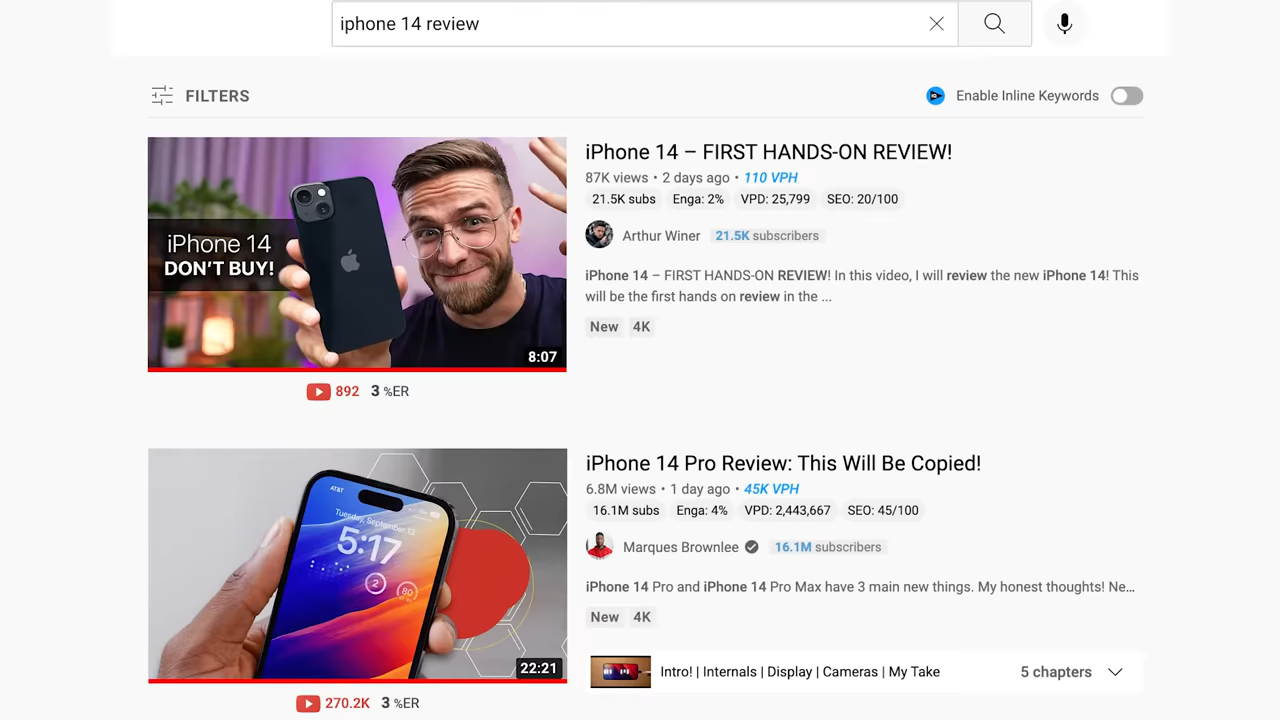 iphone 14 review
FILTERS
Enable Inline Keywords
iPhone 14 – FIRST HANDS-ON REVIEW!
87K views • 2 days ago • 110 VPH
21.5K subs Enga: 2% VPD: 25,799 SEO: 20/100
Arthur Winer 21.5K subscribers
iPhone 14 – FIRST HANDS-ON REVIEW! In this video, I will review the new iPhone 14! This
will be the first hands on review in the ...
New 4K
iPhone 14
DON'T BUY!
8:07
892 3 %ER
iPhone 14 Pro Review: This Will Be Copied!
6.8M views • 1 day ago • 45K VPH
16.1M subs Enga: 4% VPD: 2,443,667 SEO: 45/100
Marques Brownlee 16.1M subscribers
iPhone 14 Pro and iPhone 14 Pro Max have 3 main new things. My honest thoughts! Ne...
New 4K
Intro! | Internals | Display | Cameras | My Take 5 chapters
AT&T
Tuesday, September 13
5:17
2
80
22:21
270.2K 3 %ER